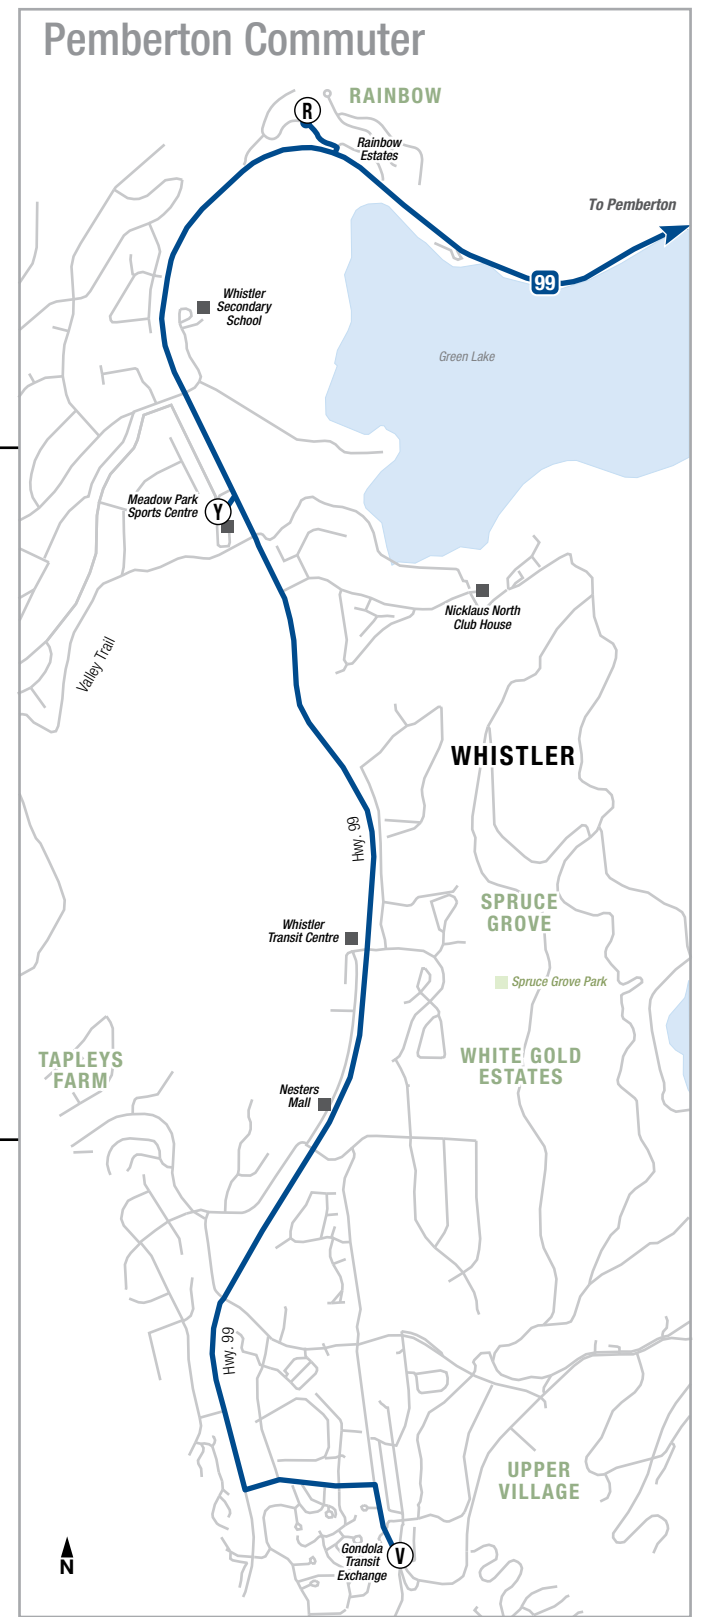 Pemberton Commuter
RAINBOW
R
Rainbow
Estates
To Pemberton
99
Whistler
Secondary
School
Green Lake
Meadow Park
Sports Centre
Y
Nicklaus North
Club House
Valley Trail
WHISTLER
Hwy. 99
SPRUCE
GROVE
Whistler
Transit Centre
Spruce Grove Park
TAPLEYS
FARM
WHITE GOLD
ESTATES
Nesters
Mall
Hwy. 99
UPPER
VILLAGE
Gondola
Transit
Exchange
V
N